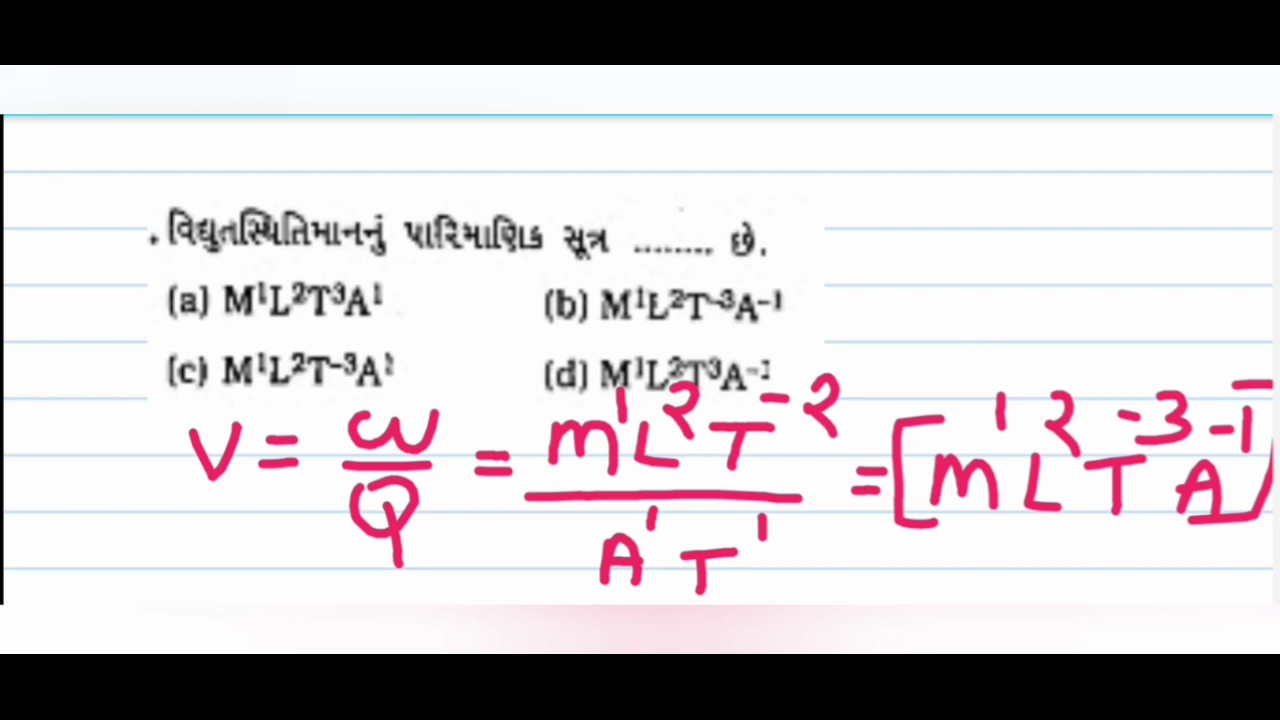 . વિદ્યુતસ્થિતિમાનનું પારિમાણિક સૂત્ર ........ છે.
(a) M¹L²T³A¹ (b) M¹L²T⁻³A⁻¹
(c) M¹L²T⁻³A¹ (d) M¹L²T³A⁻¹
V = W/Q = M¹L²T⁻²/A¹T¹ = [M¹L²T⁻³A⁻¹]